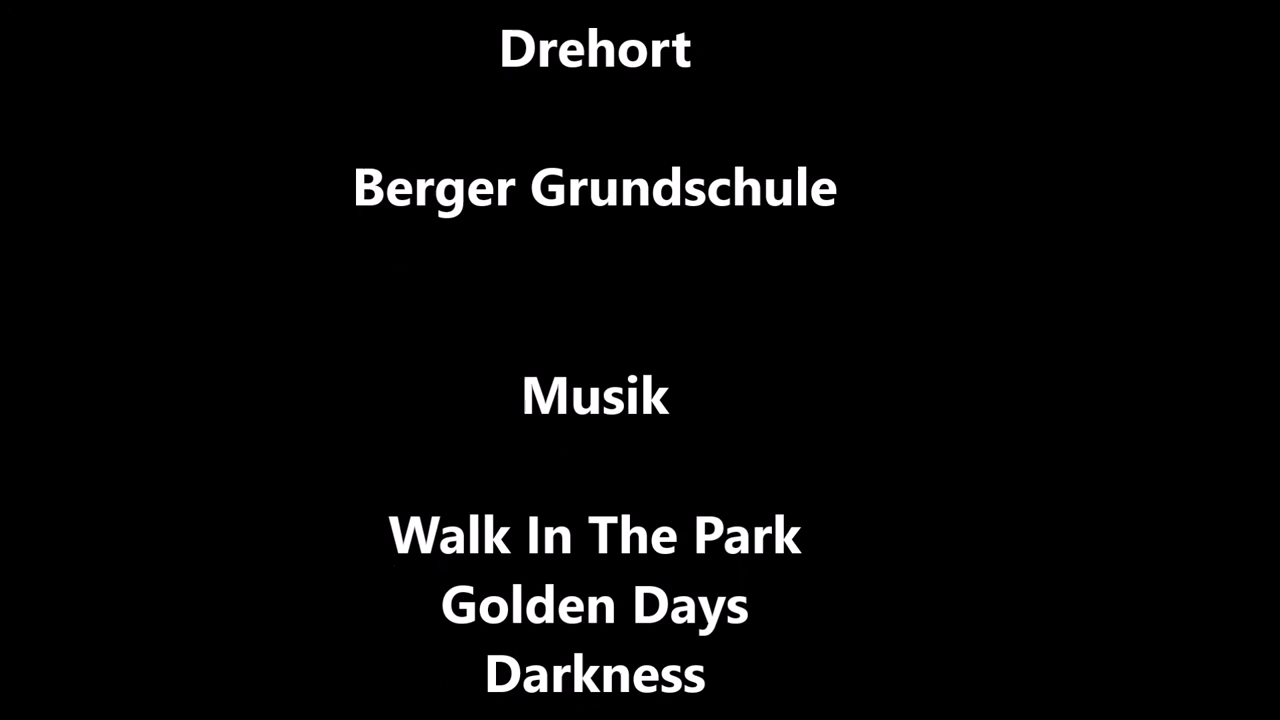 Drehort
Berger Grundschule
Musik
Walk In The Park
Golden Days
Darkness